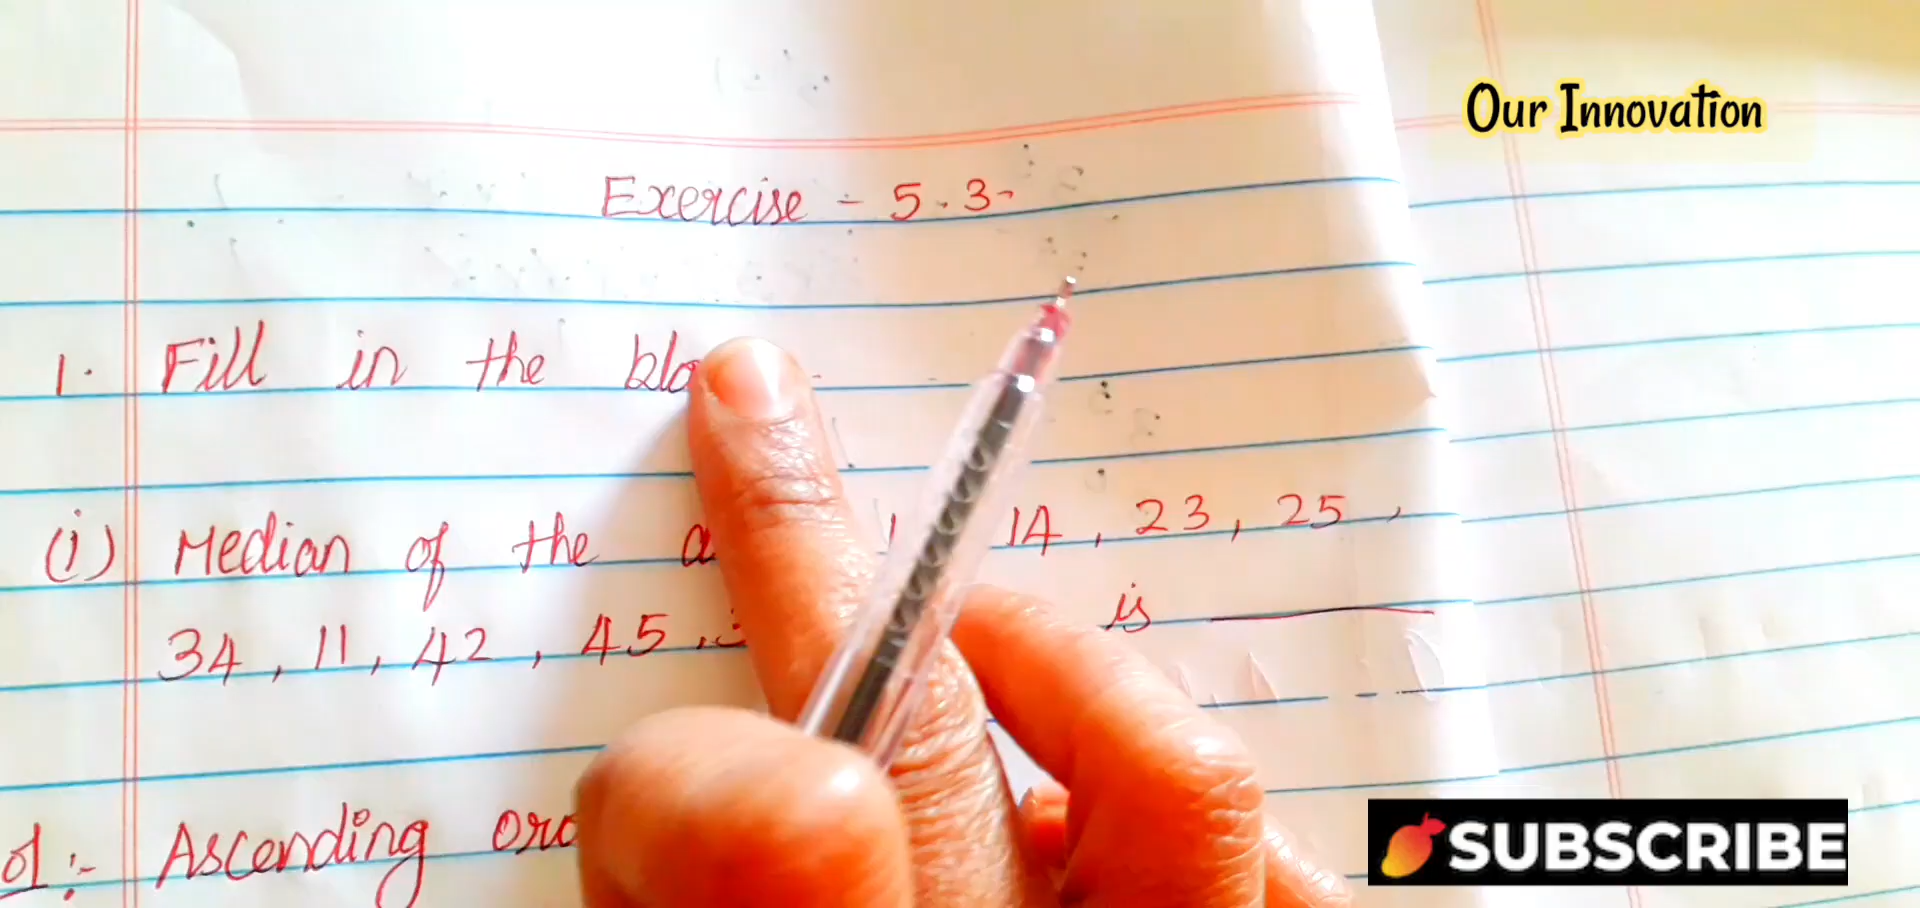 Our Innovation
Exercise - 5.3-
1. Fill in the
(i) Median of the 14, 23, 25,
34, 11, 42, 45, is ______
Ascending
SUBSCRIBE